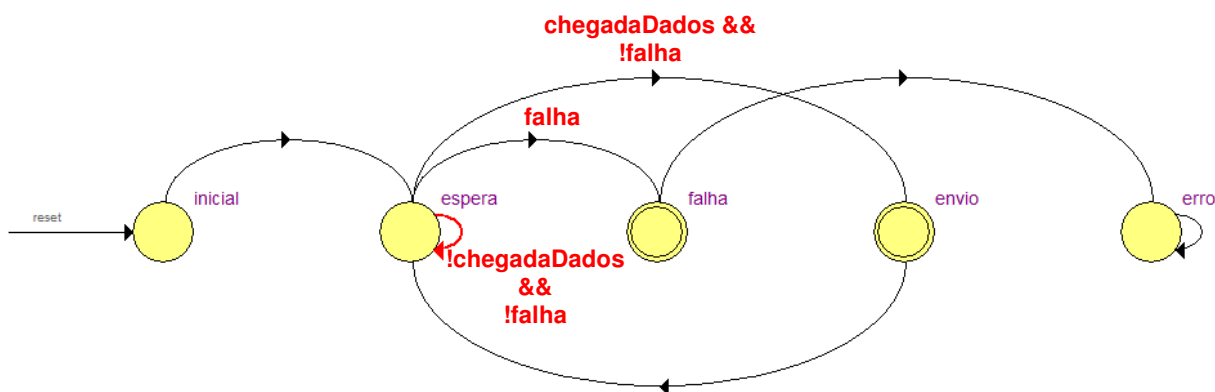 chegadaDados &&
!falha
falha
inicial
espera
falha
envio
erro
reset
!chegadaDados
&&
!falha